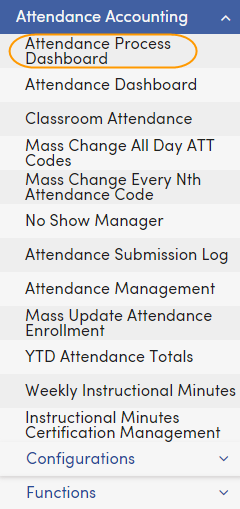 Attendance Accounting
Attendance Process
Dashboard
Attendance Dashboard
Classroom Attendance
Mass Change All Day ATT
Codes
Mass Change Every Nth
Attendance Code
No Show Manager
Attendance Submission Log
Attendance Management
Mass Update Attendance
Enrollment
YTD Attendance Totals
Weekly Instructional Minutes
Instructional Minutes
Certification Management
Configurations
Functions